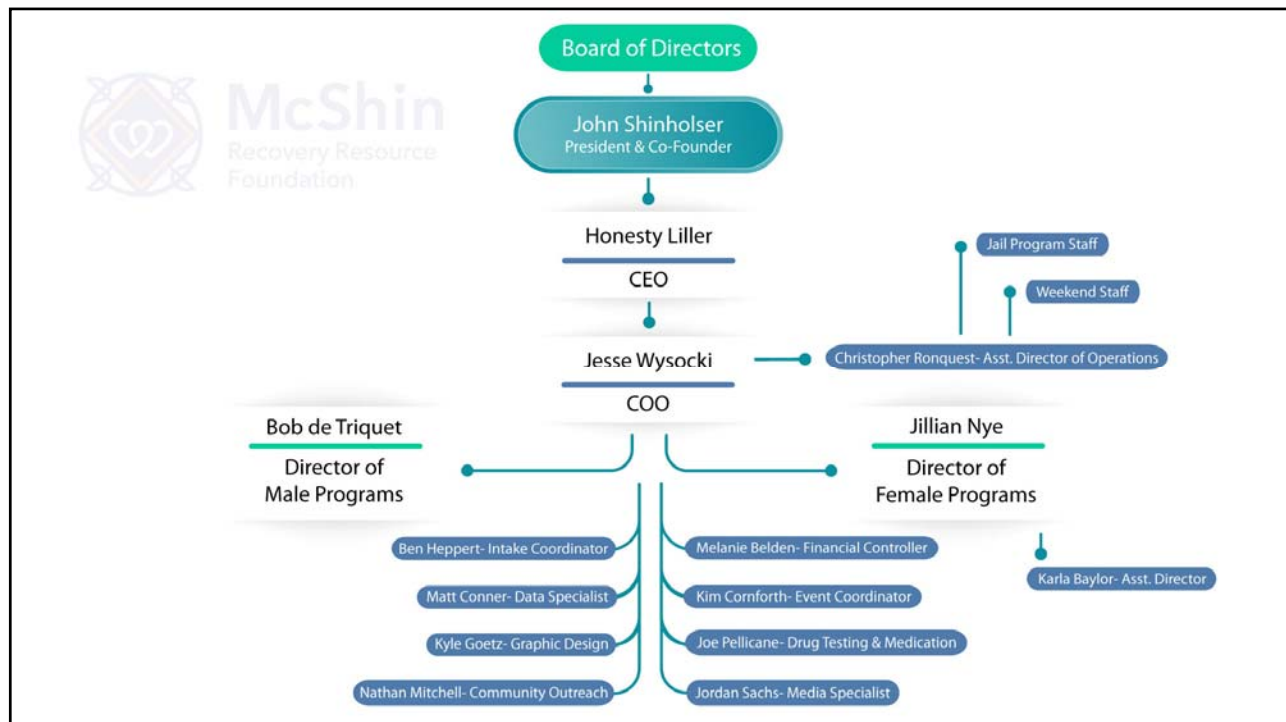 Board of Directors
McShin
Recovery Resource
Foundation
John Shinholser
President & Co-Founder
Honesty Liller
CEO
Jail Program Staff
Weekend Staff
Jesse Wysocki
COO
Christopher Ronquest- Asst. Director of Operations
Bob de Triquet
Director of
Male Programs
Jillian Nye
Director of
Female Programs
Ben Heppert- Intake Coordinator
Melanie Belden- Financial Controller
Karla Baylor- Asst. Director
Matt Conner- Data Specialist
Kim Cornforth- Event Coordinator
Kyle Goetz- Graphic Design
Joe Pellicane- Drug Testing & Medication
Nathan Mitchell- Community Outreach
Jordan Sachs- Media Specialist